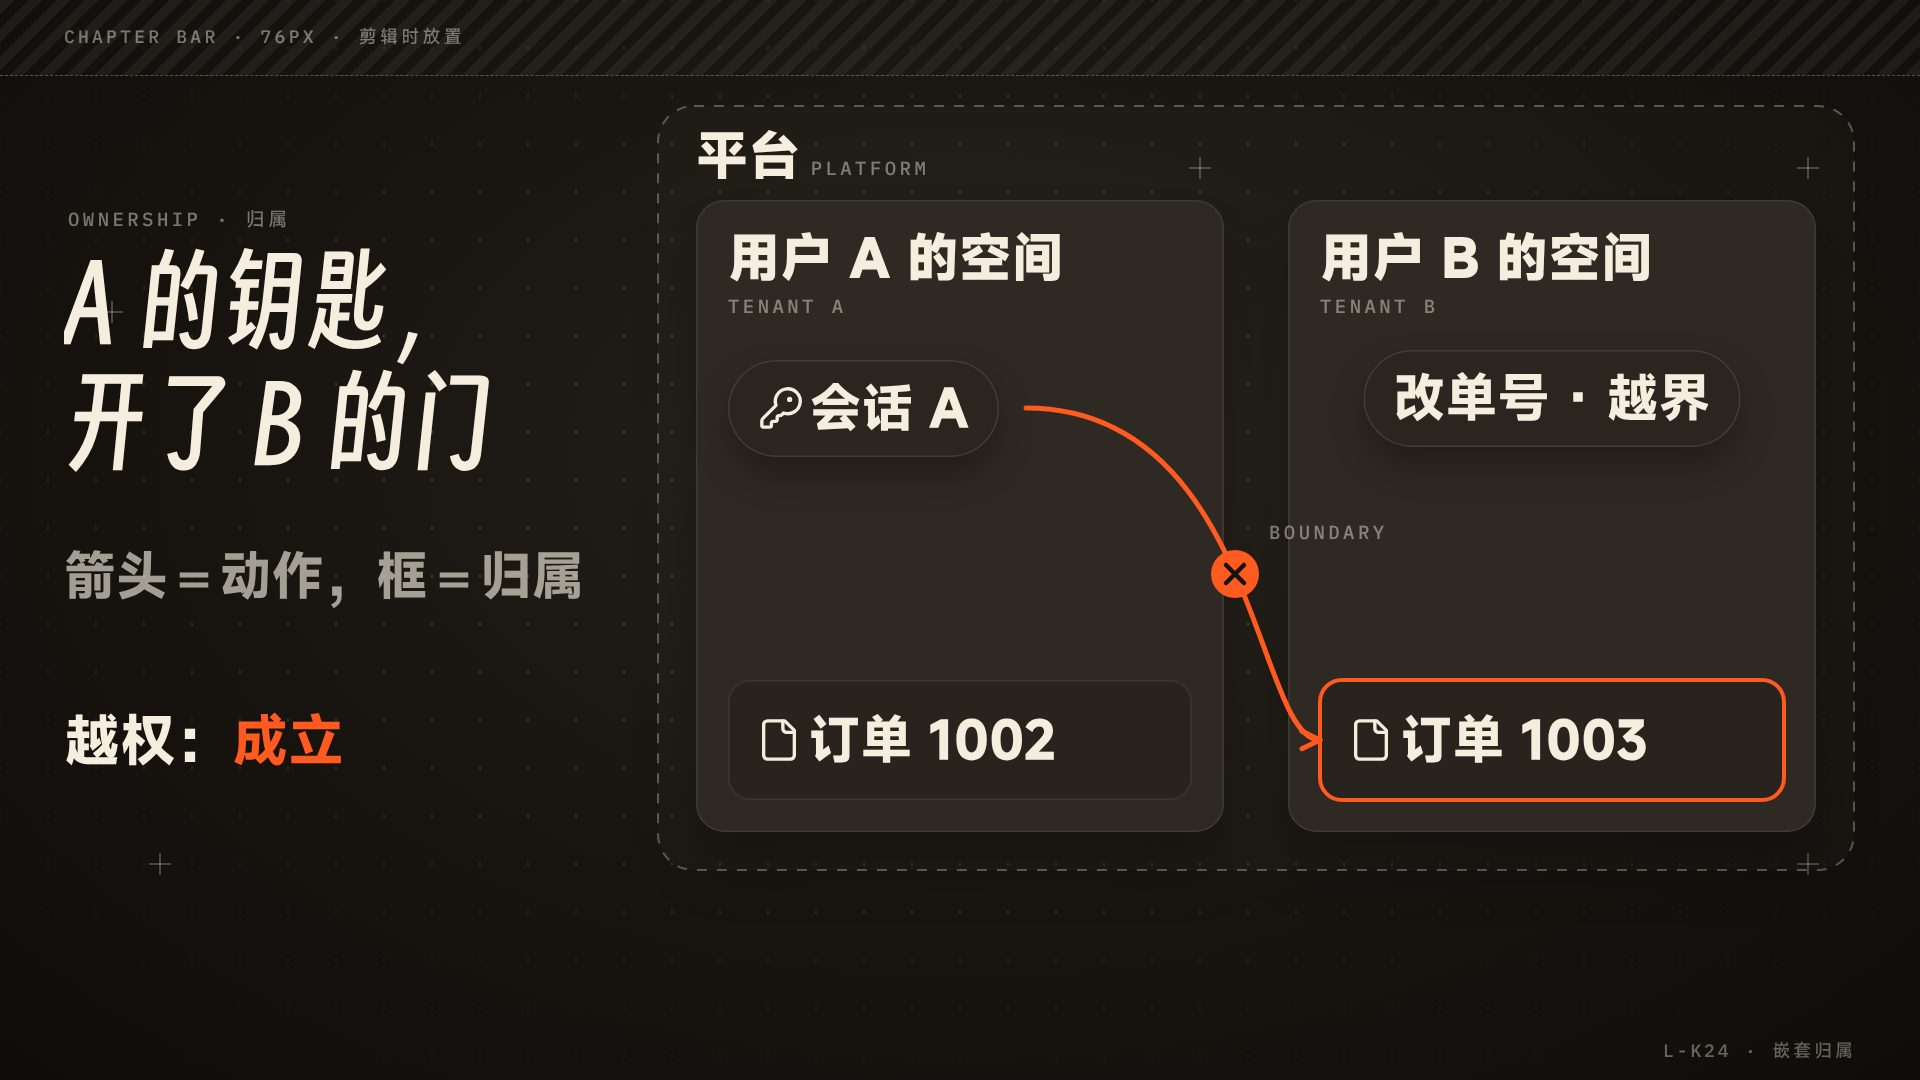 CHAPTER BAR · 76PX · 剪辑时放置
OWNERSHIP · 归属
A 的钥匙，
开了 B 的门
箭头＝动作，框＝归属
越权：成立
平台 PLATFORM
用户 A 的空间
TENANT A
会话 A
订单 1002
BOUNDARY
用户 B 的空间
TENANT B
改单号 · 越界
订单 1003
L-K24 · 嵌套归属